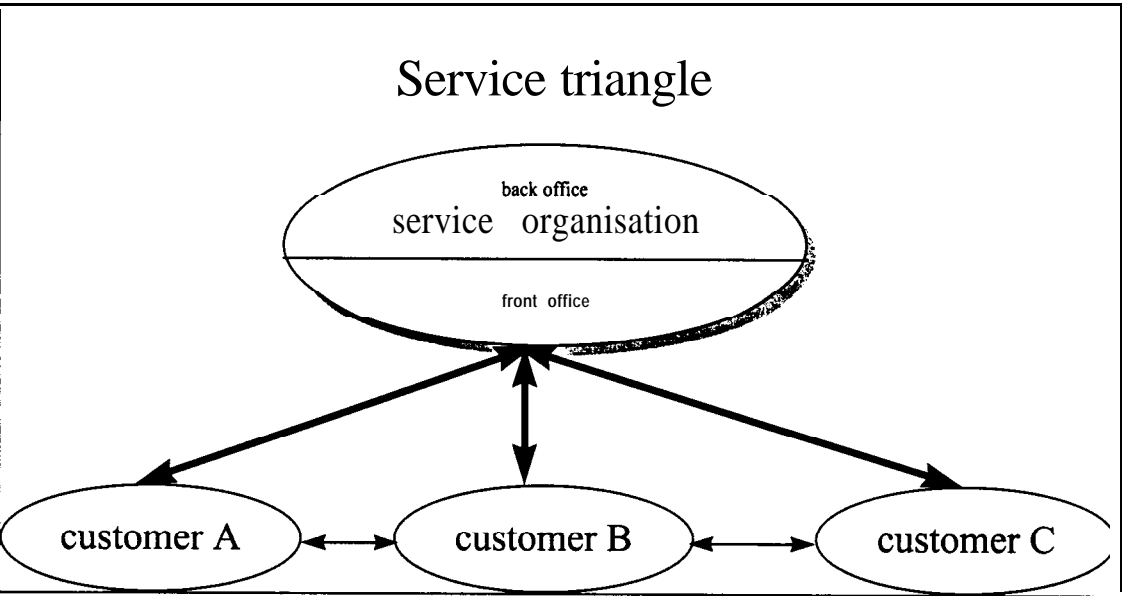 Service triangle
back office
service organisation
front office
customer A
customer B
customer C